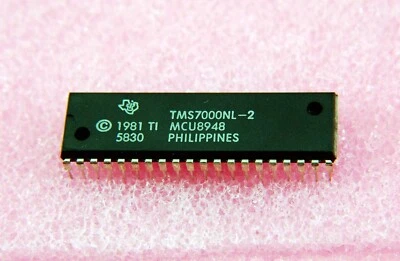 TMS7000NL-2
© 1981 TI MCU8948
5830 PHILIPPINES